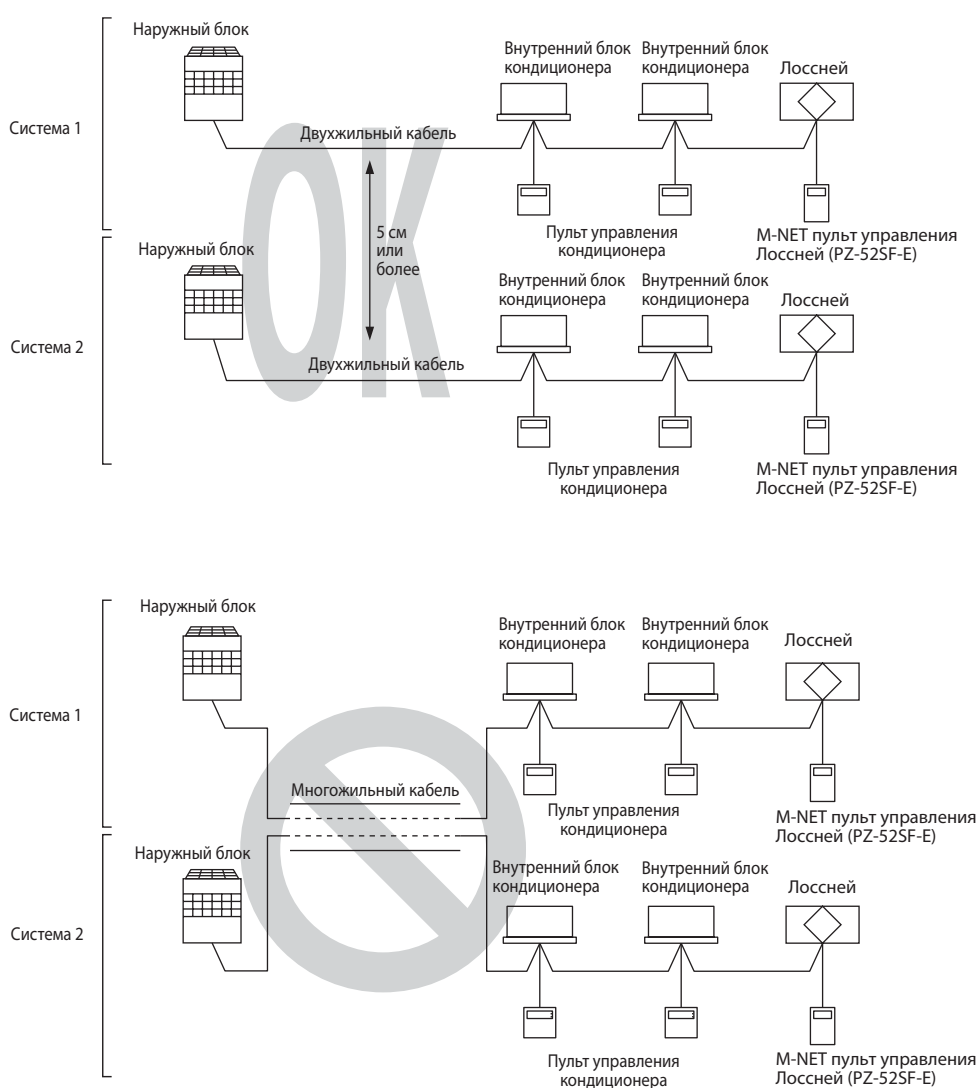 Наружный блок
Внутренний блок
кондиционера
Внутренний блок
кондиционера
Лоссней
Система 1
Двухжильный кабель
OK
5 см
или
более
Пульт управления
кондиционера
M-NET пульт управления
Лоссней (PZ-52SF-E)
Наружный блок
Внутренний блок
кондиционера
Внутренний блок
кондиционера
Лоссней
Система 2
Двухжильный кабель
Пульт управления
кондиционера
M-NET пульт управления
Лоссней (PZ-52SF-E)
Наружный блок
Внутренний блок
кондиционера
Внутренний блок
кондиционера
Лоссней
Система 1
Многожильный кабель
Пульт управления
кондиционера
M-NET пульт управления
Лоссней (PZ-52SF-E)
Наружный блок
Внутренний блок
кондиционера
Внутренний блок
кондиционера
Лоссней
Система 2
Пульт управления
кондиционера
M-NET пульт управления
Лоссней (PZ-52SF-E)